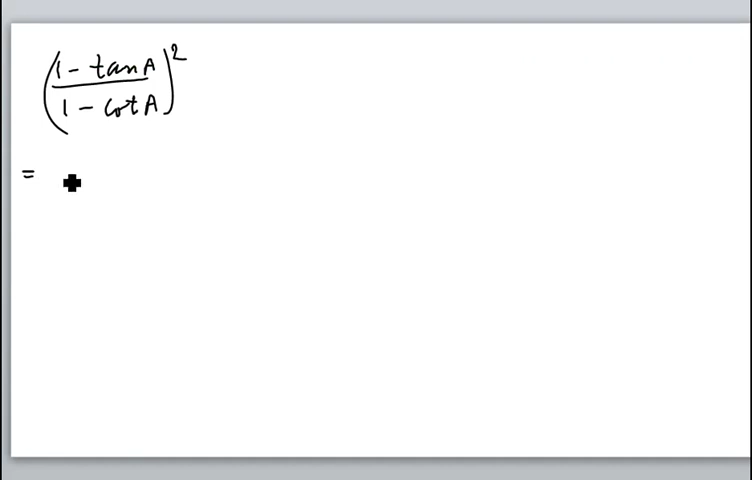 (1 - tanA / 1 - cotA)²
=